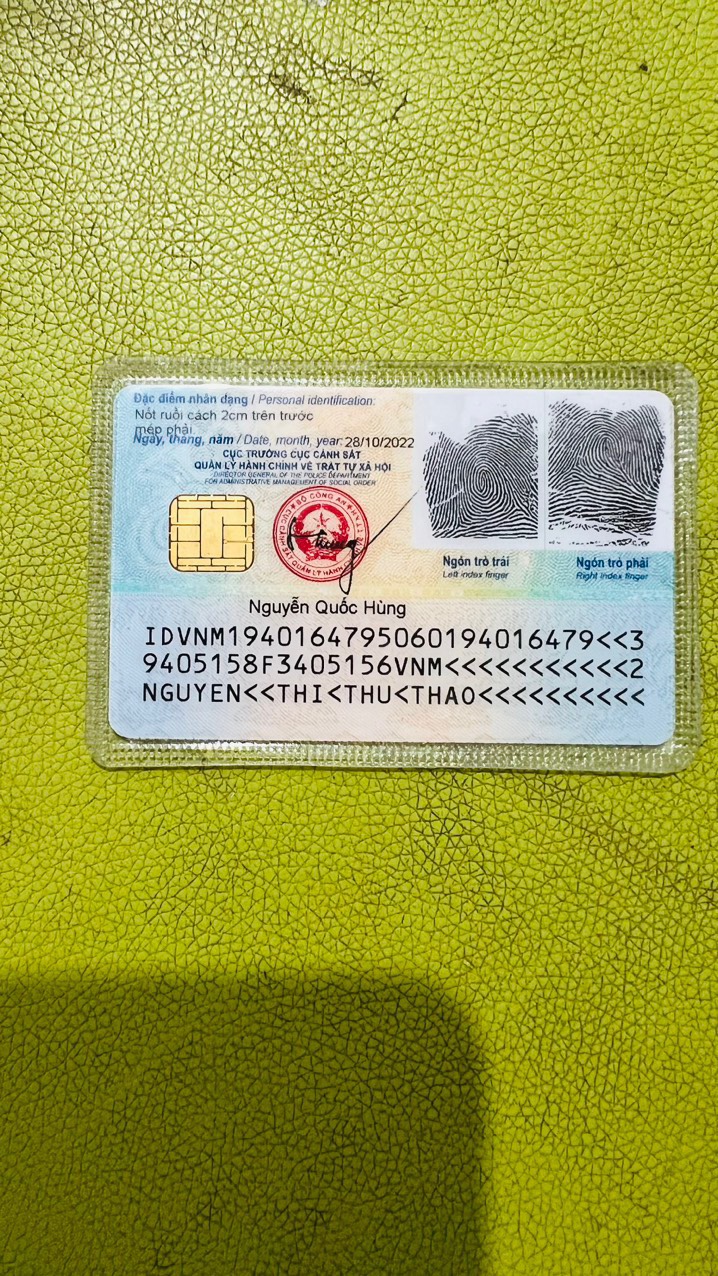 Đặc điểm nhân dạng / Personal identification:
Nốt ruồi cách 2cm trên trước
mép phải
Ngày, tháng, năm / Date, month, year: 28/10/2022
CỤC TRƯỞNG CỤC CẢNH SÁT
QUẢN LÝ HÀNH CHÍNH VỀ TRẬT TỰ XÃ HỘI
DIRECTOR GENERAL OF THE POLICE DEPARTMENT
FOR ADMINISTRATIVE MANAGEMENT OF SOCIAL ORDER
BỘ CÔNG AN
Ngón trỏ trái
Left index finger
Ngón trỏ phải
Right index finger
Nguyễn Quốc Hùng
IDVNM1940164795060194016479<<3
9405158F3405156VNM<<<<<<<<<<<2
NGUYEN<<THI<THU<THAO<<<<<<<<<<